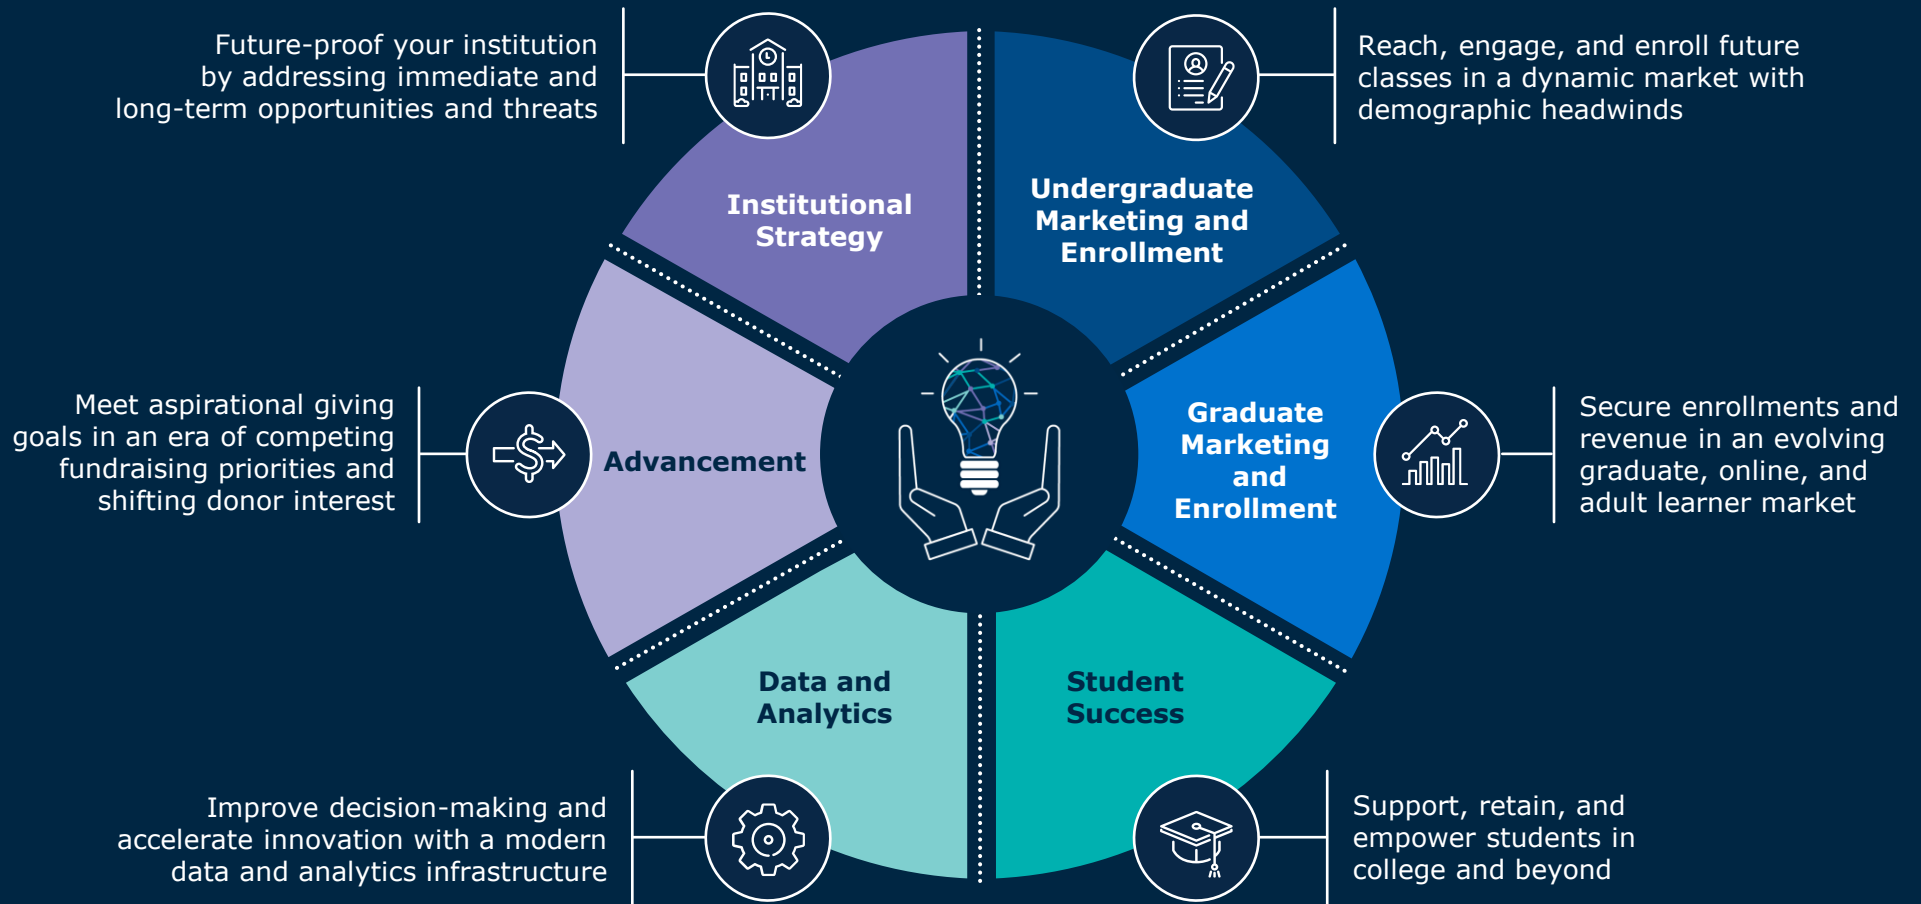 Future-proof your institution
by addressing immediate and
long-term opportunities and threats
Institutional
Strategy
Undergraduate
Marketing and
Enrollment
Reach, engage, and enroll future
classes in a dynamic market with
demographic headwinds
Meet aspirational giving
goals in an era of competing
fundraising priorities and
shifting donor interest
Advancement
Graduate
Marketing
and
Enrollment
Secure enrollments and
revenue in an evolving
graduate, online, and
adult learner market
Improve decision-making and
accelerate innovation with a modern
data and analytics infrastructure
Data and
Analytics
Student
Success
Support, retain, and
empower students in
college and beyond